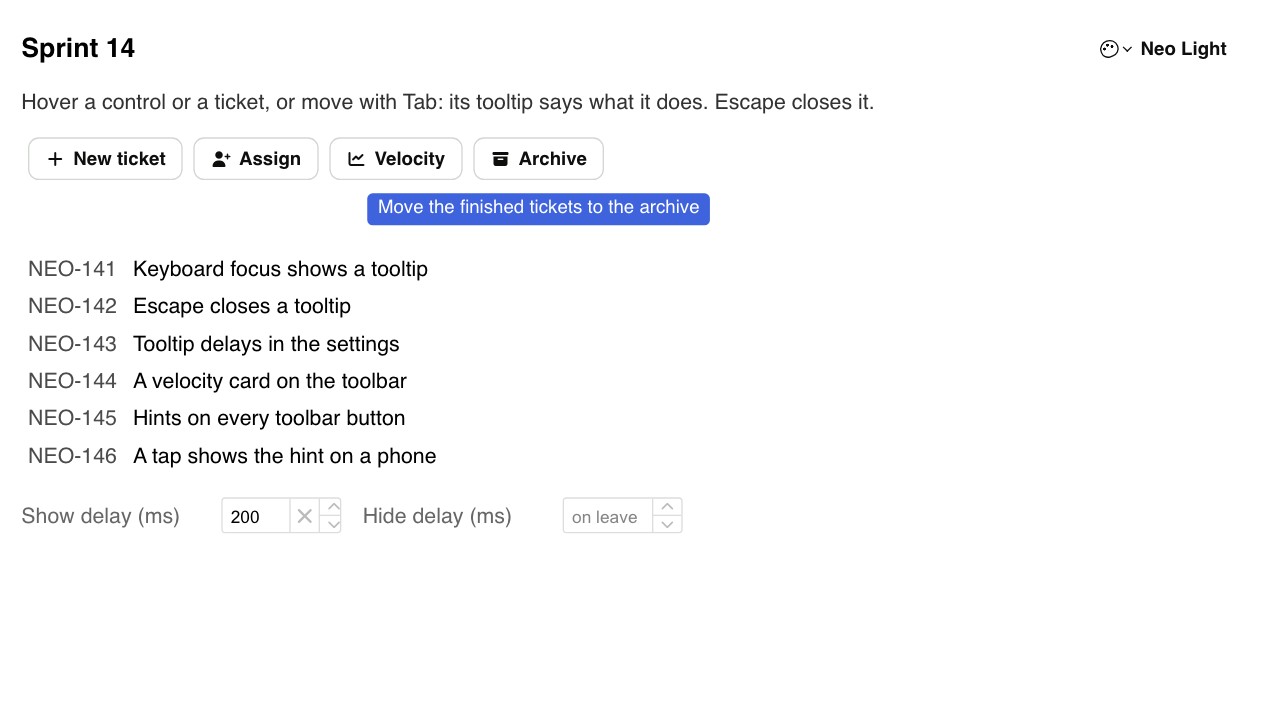 Sprint 14
Neo Light
Hover a control or a ticket, or move with Tab: its tooltip says what it does. Escape closes it.
New ticket
Assign
Velocity
Archive
Move the finished tickets to the archive
NEO-141 Keyboard focus shows a tooltip
NEO-142 Escape closes a tooltip
NEO-143 Tooltip delays in the settings
NEO-144 A velocity card on the toolbar
NEO-145 Hints on every toolbar button
NEO-146 A tap shows the hint on a phone
Show delay (ms) 200 Hide delay (ms) on leave